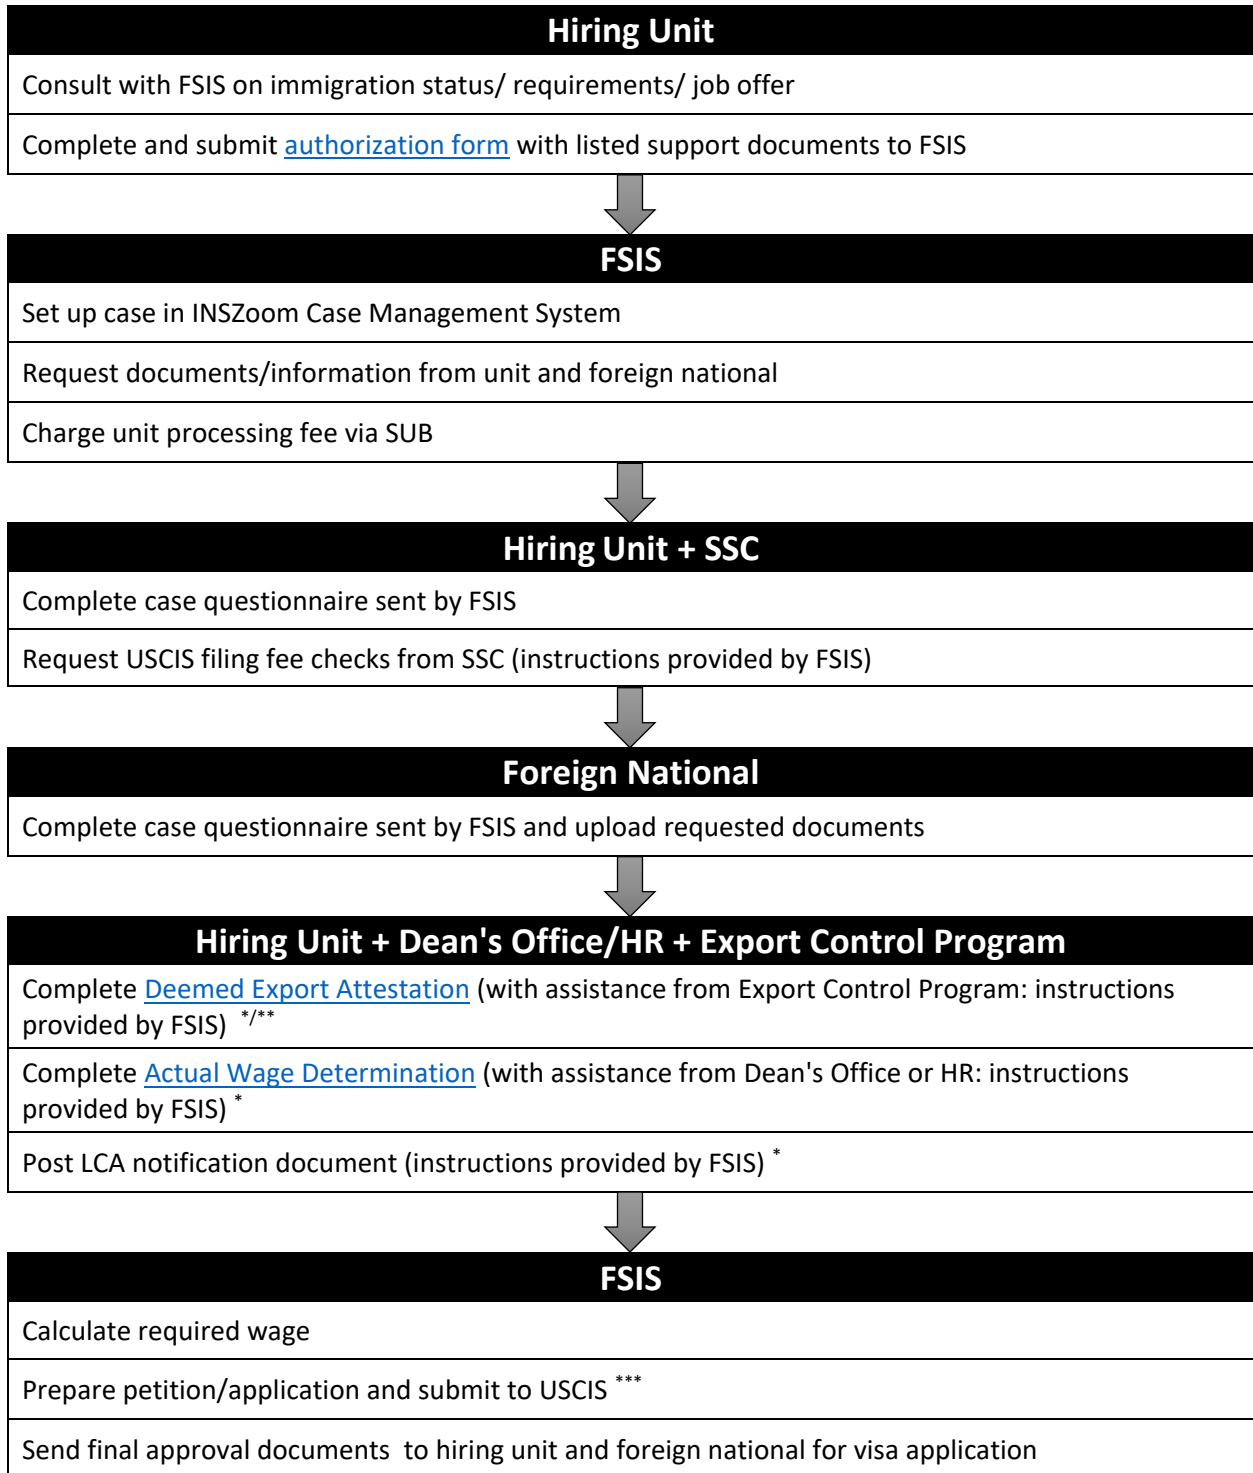 Hiring Unit
Consult with FSIS on immigration status/ requirements/ job offer
Complete and submit authorization form with listed support documents to FSIS
FSIS
Set up case in INSZoom Case Management System
Request documents/information from unit and foreign national
Charge unit processing fee via SUB
Hiring Unit + SSC
Complete case questionnaire sent by FSIS
Request USCIS filing fee checks from SSC (instructions provided by FSIS)
Foreign National
Complete case questionnaire sent by FSIS and upload requested documents
Hiring Unit + Dean's Office/HR + Export Control Program
Complete Deemed Export Attestation (with assistance from Export Control Program: instructions
provided by FSIS) */**
Complete Actual Wage Determination (with assistance from Dean's Office or HR: instructions
provided by FSIS) *
Post LCA notification document (instructions provided by FSIS) *
FSIS
Calculate required wage
Prepare petition/application and submit to USCIS ***
Send final approval documents  to hiring unit and foreign national for visa application